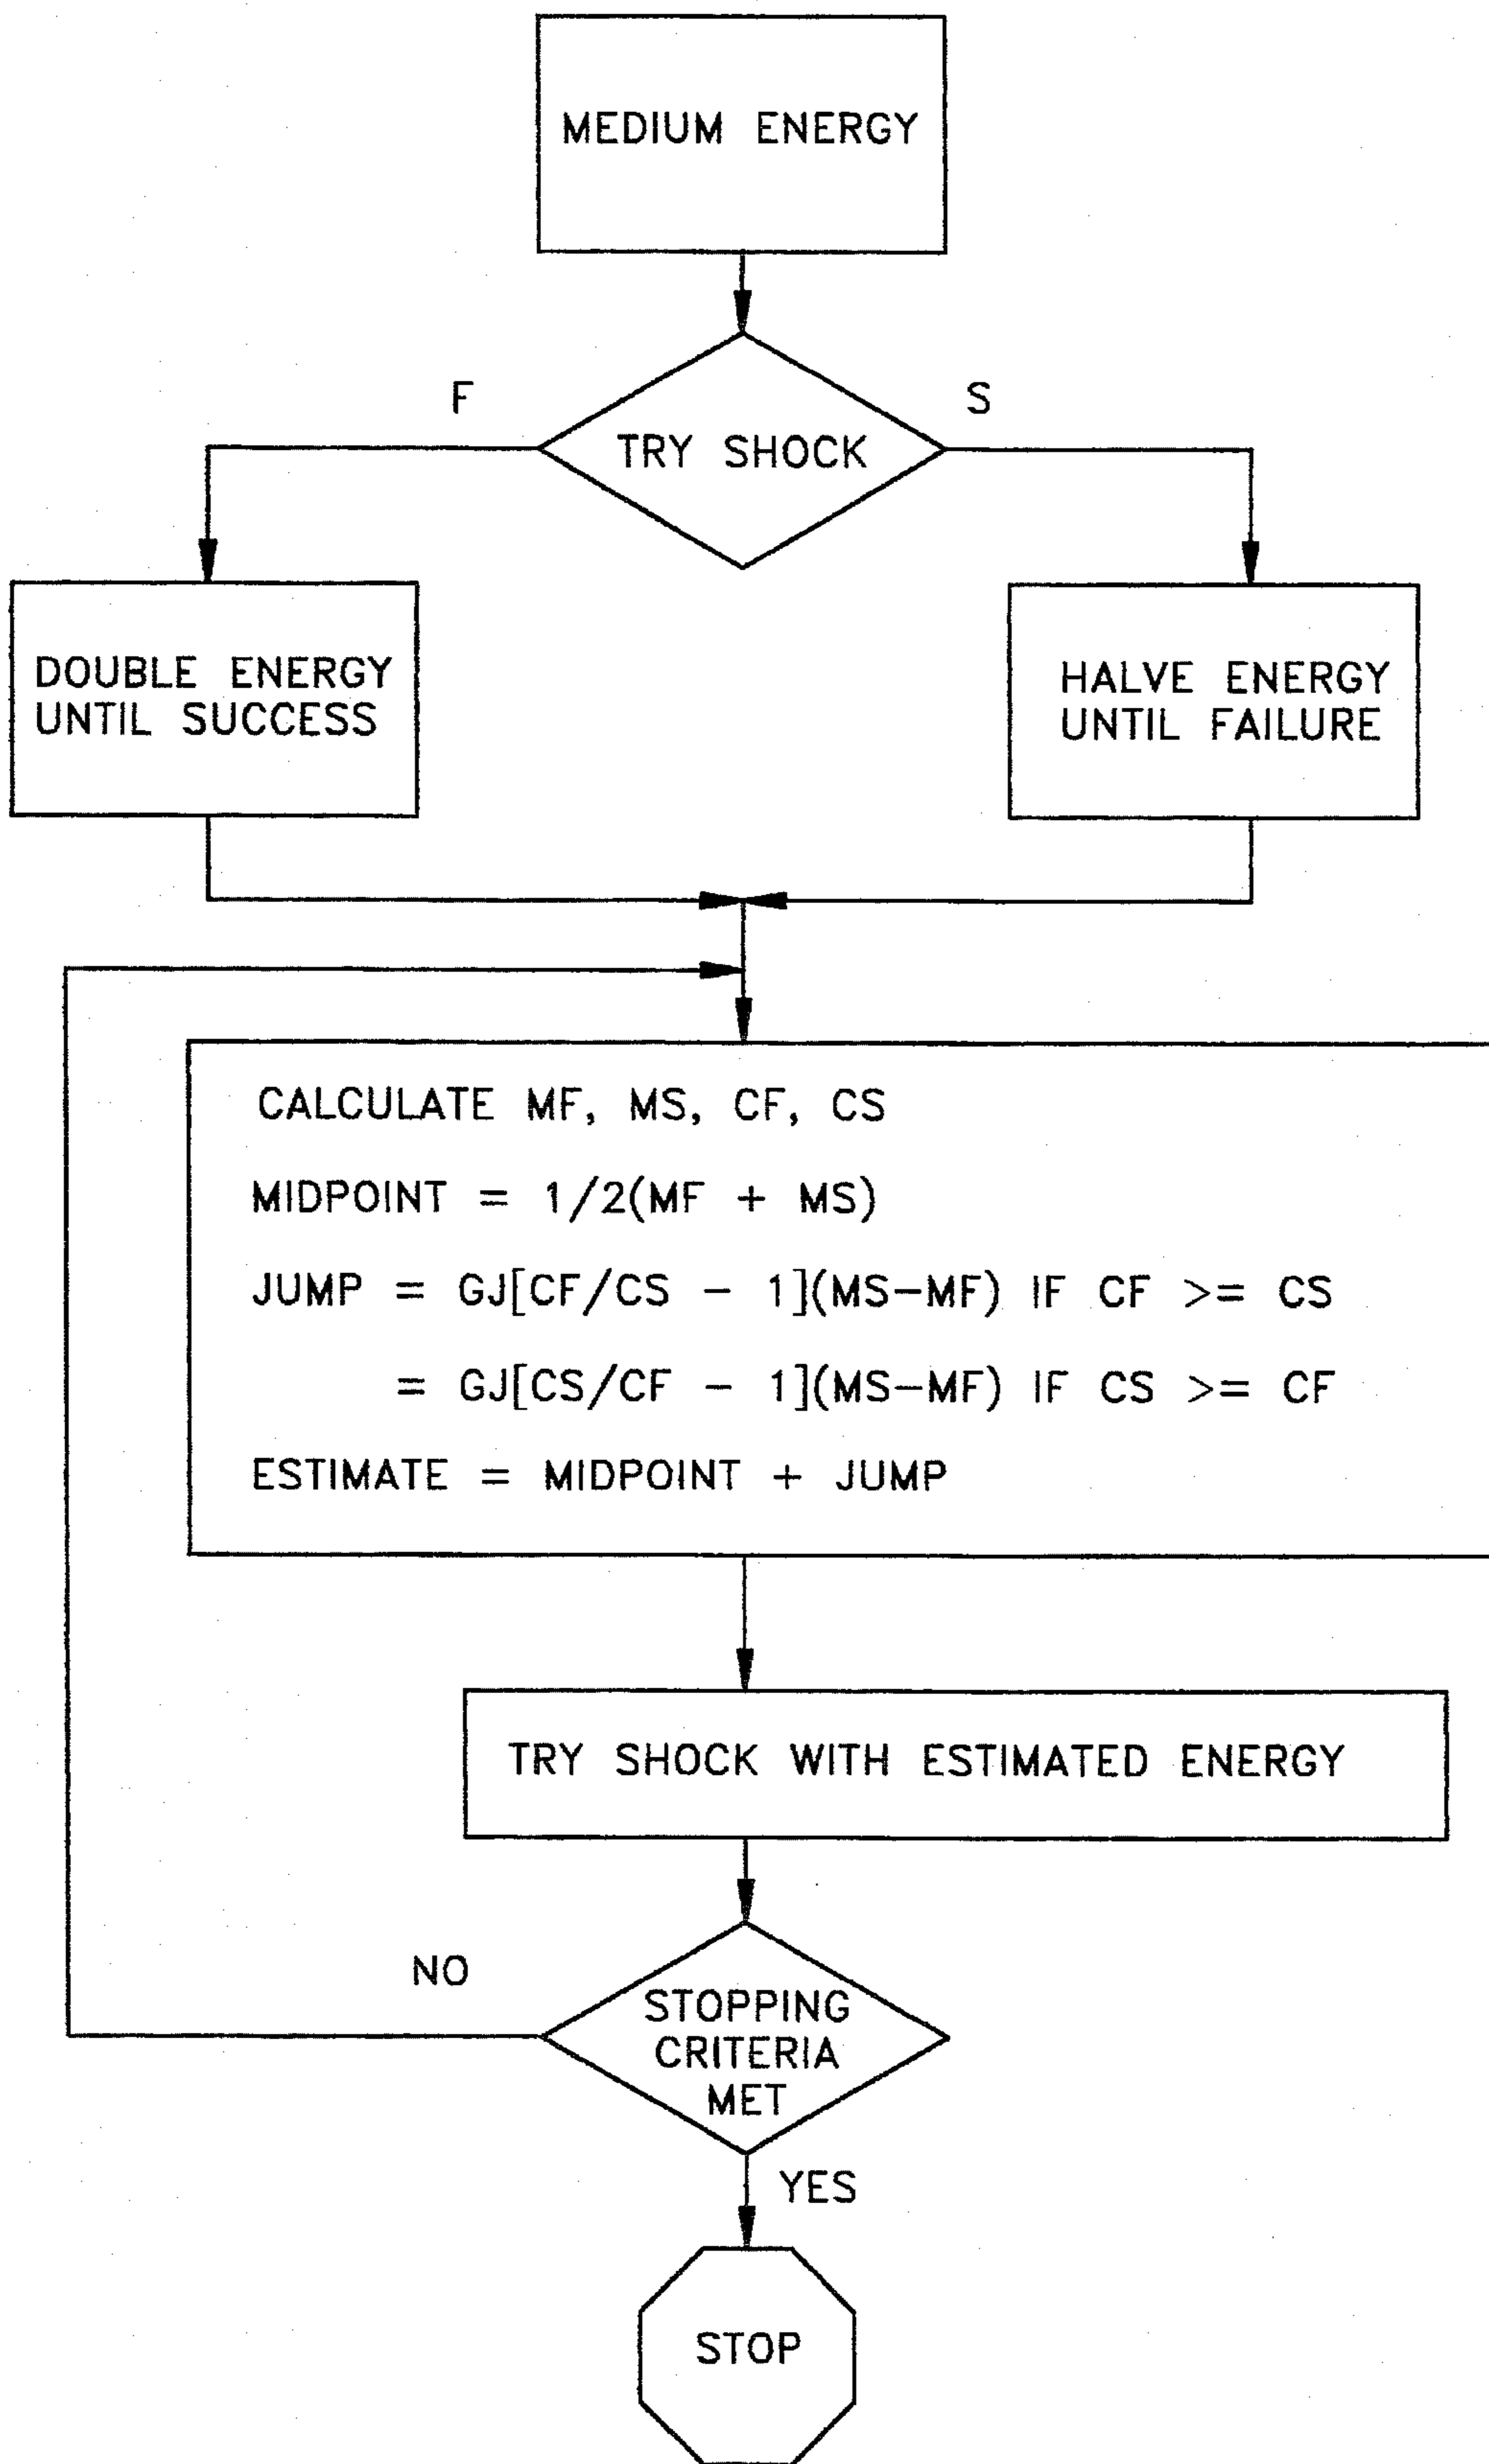 MEDIUM ENERGY
F
S
TRY SHOCK
DOUBLE ENERGY
UNTIL SUCCESS
HALVE ENERGY
UNTIL FAILURE
CALCULATE MF, MS, CF, CS
MIDPOINT = 1/2(MF + MS)
JUMP = GJ[CF/CS - 1](MS-MF) IF CF >= CS
= GJ[CS/CF - 1](MS-MF) IF CS >= CF
ESTIMATE = MIDPOINT + JUMP
TRY SHOCK WITH ESTIMATED ENERGY
NO
STOPPING
CRITERIA
MET
YES
STOP